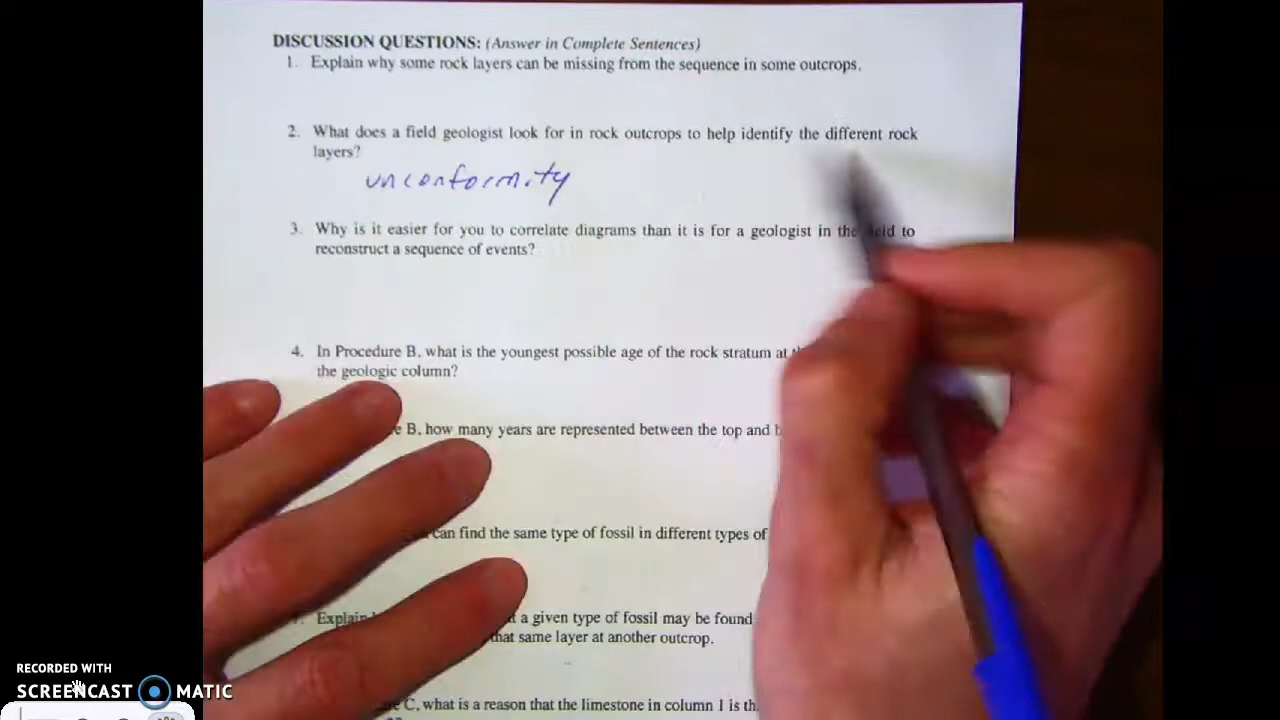 DISCUSSION QUESTIONS: (Answer in Complete Sentences)
1. Explain why some rock layers can be missing from the sequence in some outcrops.
2. What does a field geologist look for in rock outcrops to help identify the different rock
layers?
unconformity
3. Why is it easier for you to correlate diagrams than it is for a geologist in the field to
reconstruct a sequence of events?
4. In Procedure B, what is the youngest possible age of the rock stratum at
the geologic column?
B, how many years are represented between the top and
can find the same type of fossil in different types of
Explain a given type of fossil may be found
that same layer at another outcrop.
C, what is a reason that the limestone in column 1 is
RECORDED WITH
SCREENCAST MATIC